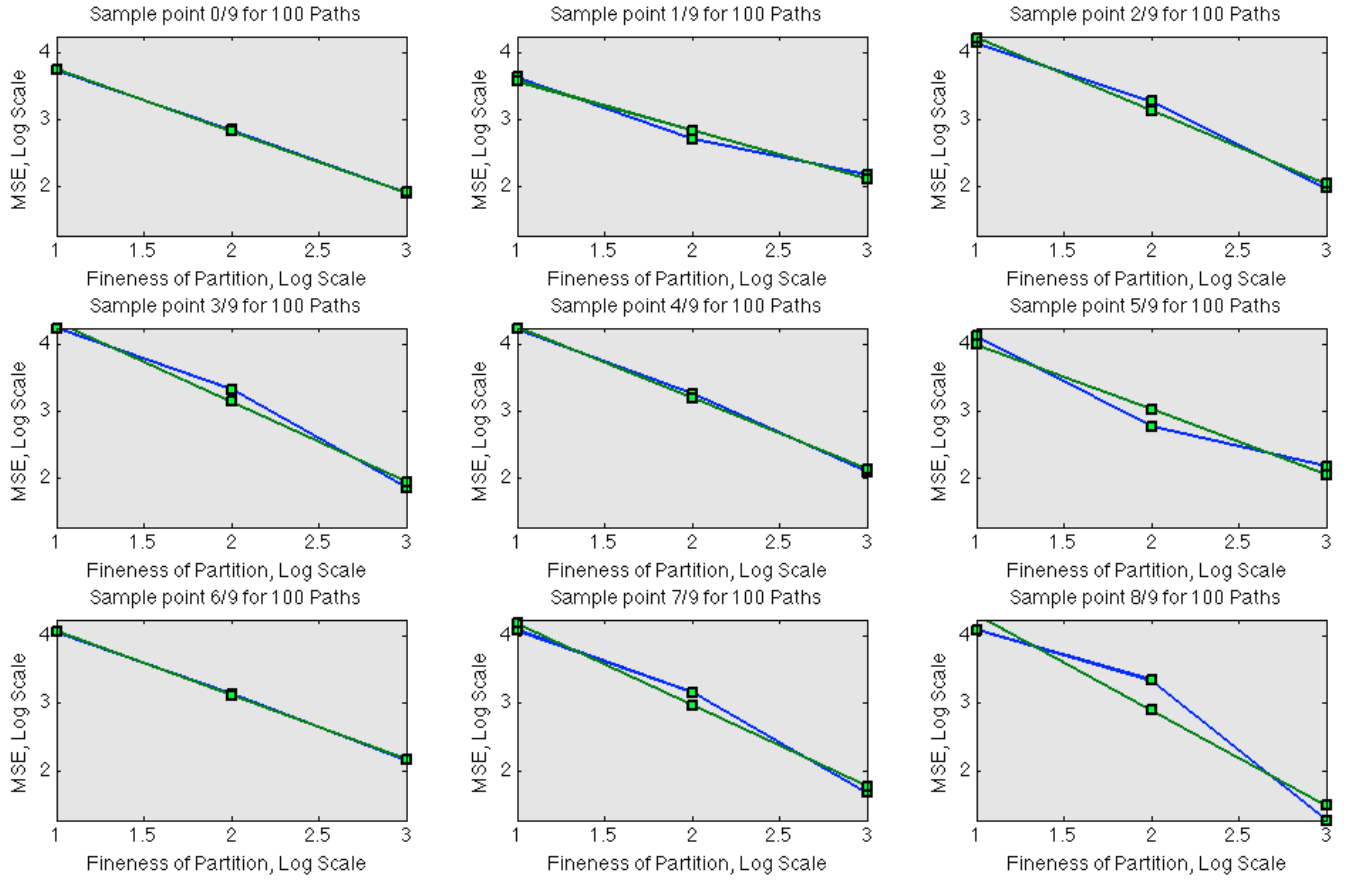 Sample point 0/9 for 100 Paths
4
3
2
MSE, Log Scale
1 1.5 2 2.5 3
Fineness of Partition, Log Scale
Sample point 1/9 for 100 Paths
4
3
2
MSE, Log Scale
1 1.5 2 2.5 3
Fineness of Partition, Log Scale
Sample point 2/9 for 100 Paths
4
3
2
MSE, Log Scale
1 1.5 2 2.5 3
Fineness of Partition, Log Scale
Sample point 3/9 for 100 Paths
4
3
2
MSE, Log Scale
1 1.5 2 2.5 3
Fineness of Partition, Log Scale
Sample point 4/9 for 100 Paths
4
3
2
MSE, Log Scale
1 1.5 2 2.5 3
Fineness of Partition, Log Scale
Sample point 5/9 for 100 Paths
4
3
2
MSE, Log Scale
1 1.5 2 2.5 3
Fineness of Partition, Log Scale
Sample point 6/9 for 100 Paths
4
3
2
MSE, Log Scale
1 1.5 2 2.5 3
Fineness of Partition, Log Scale
Sample point 7/9 for 100 Paths
4
3
2
MSE, Log Scale
1 1.5 2 2.5 3
Fineness of Partition, Log Scale
Sample point 8/9 for 100 Paths
4
3
2
MSE, Log Scale
1 1.5 2 2.5 3
Fineness of Partition, Log Scale